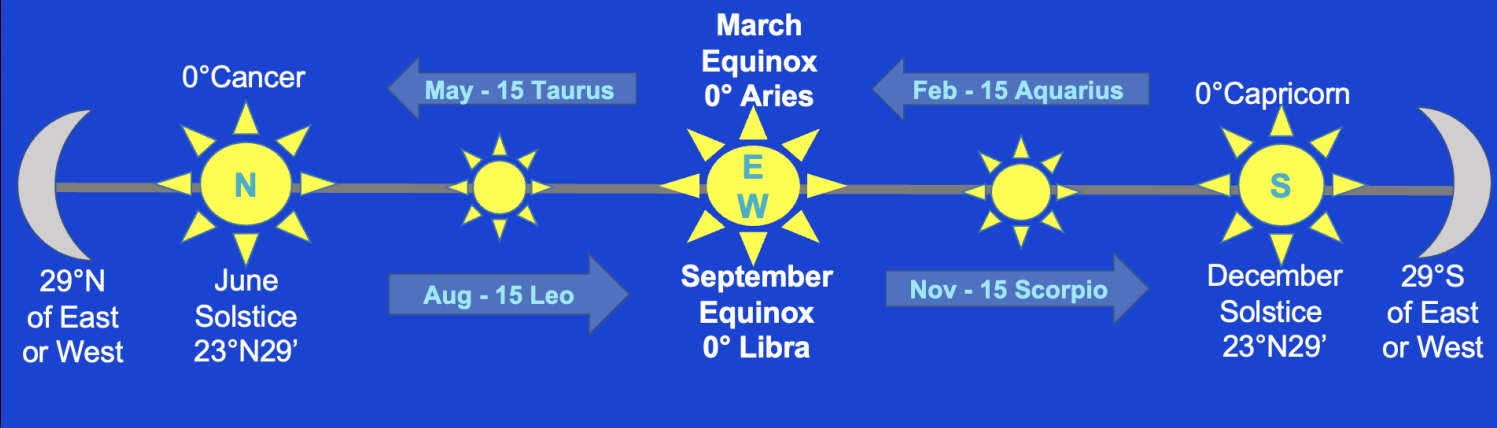 March
Equinox
0° Aries
0°Cancer
May - 15 Taurus
Feb - 15 Aquarius
0°Capricorn
N
E
W
S
29°N
of East
or West
June
Solstice
23°N29’
Aug - 15 Leo
September
Equinox
0° Libra
Nov - 15 Scorpio
December
Solstice
23°N29’
29°S
of East
or West